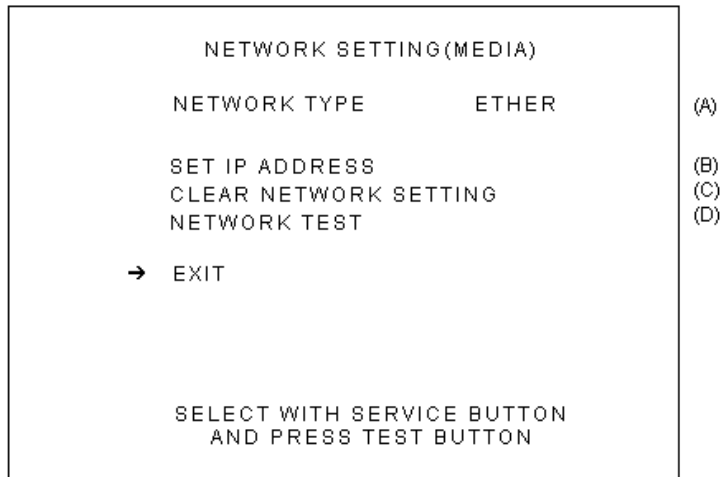 NETWORK SETTING(MEDIA)
NETWORK TYPE ETHER (A)
SET IP ADDRESS (B)
CLEAR NETWORK SETTING (C)
NETWORK TEST (D)
→ EXIT
SELECT WITH SERVICE BUTTON
AND PRESS TEST BUTTON